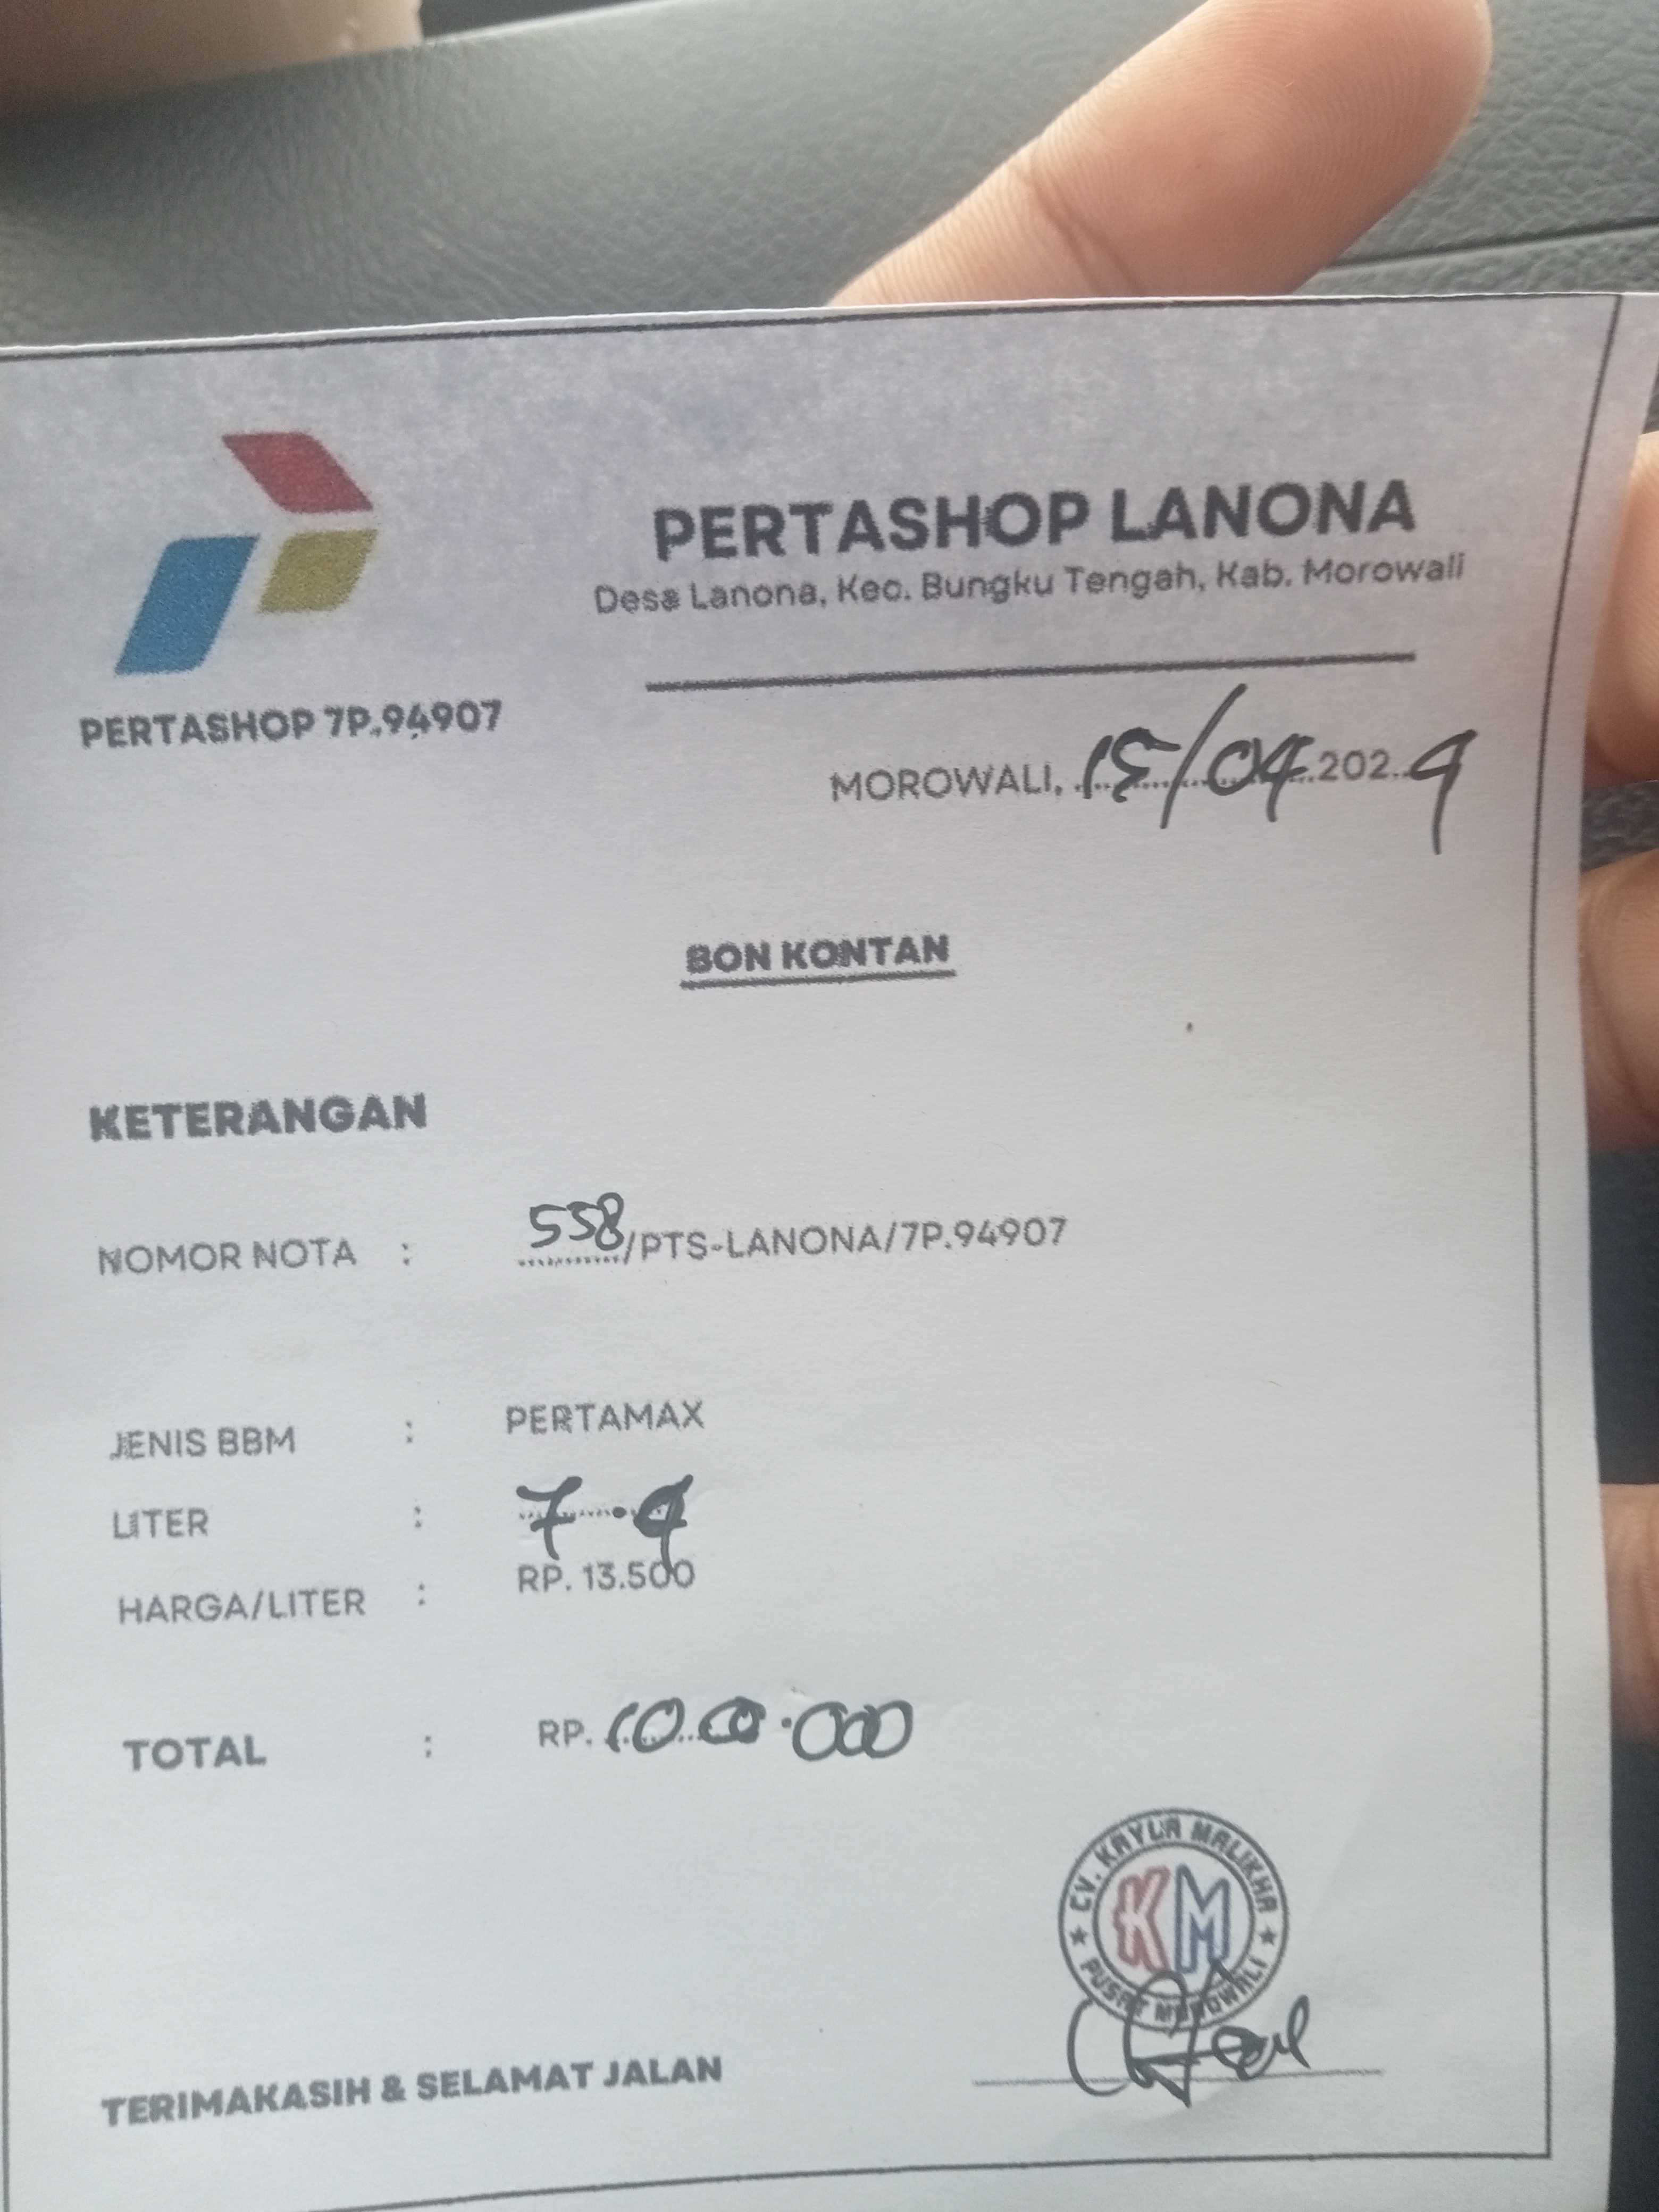 PERTASHOP LANONA
Desa Lanona, Kec. Bungku Tengah, Kab. Morowali
PERTASHOP 7P.94907
MOROWALI, 15/04 2024
BON KONTAN
KETERANGAN
NOMOR NOTA : 558/PTS-LANONA/7P.94907
JENIS BBM : PERTAMAX
LITER : 7.4
HARGA/LITER : RP. 13.500
TOTAL : RP. 100.000
CV. KAYLA MALIKHA
KM
PUSAT MOROWALI
TERIMAKASIH & SELAMAT JALAN